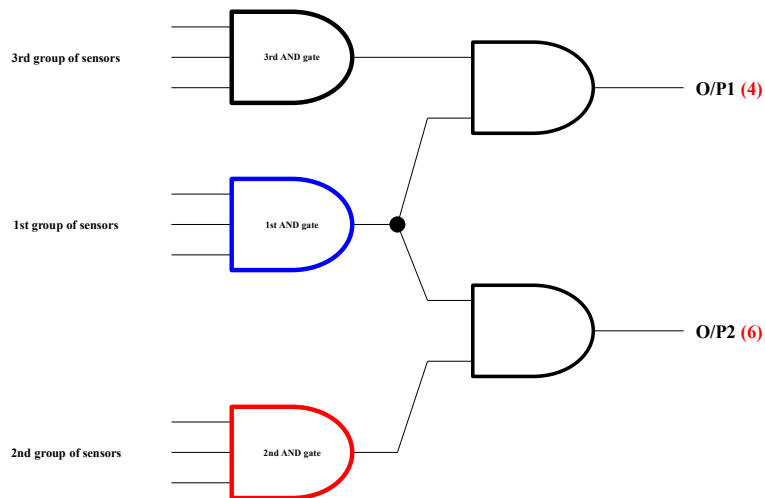 3rd group of sensors
3rd AND gate
O/P1 (4)
1st group of sensors
1st AND gate
O/P2 (6)
2nd group of sensors
2nd AND gate